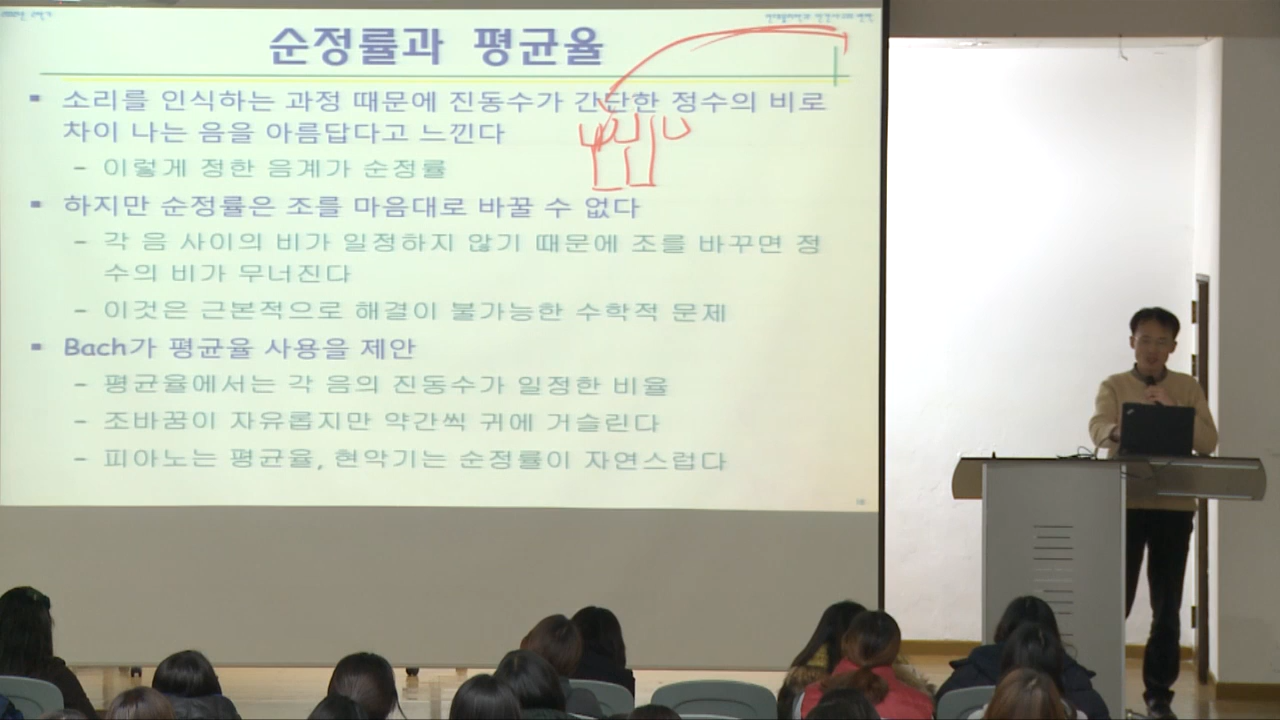 순정률과 평균율
▪ 소리를 인식하는 과정 때문에 진동수가 간단한 정수의 비로
차이 나는 음을 아름답다고 느낀다
– 이렇게 정한 음계가 순정률
▪ 하지만 순정률은 조를 마음대로 바꿀 수 없다
– 각 음 사이의 비가 일정하지 않기 때문에 조를 바꾸면 정
수의 비가 무너진다
– 이것은 근본적으로 해결이 불가능한 수학적 문제
▪ Bach가 평균율 사용을 제안
– 평균율에서는 각 음의 진동수가 일정한 비율
– 조바꿈이 자유롭지만 약간씩 귀에 거슬린다
– 피아노는 평균율, 현악기는 순정률이 자연스럽다